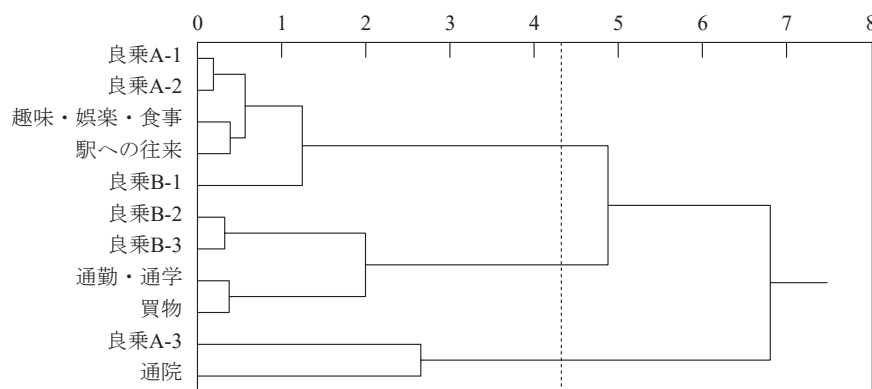 0 1 2 3 4 5 6 7 8
良乗A-1
良乗A-2
趣味・娯楽・食事
駅への往来
良乗B-1
良乗B-2
良乗B-3
通勤・通学
買物
良乗A-3
通院